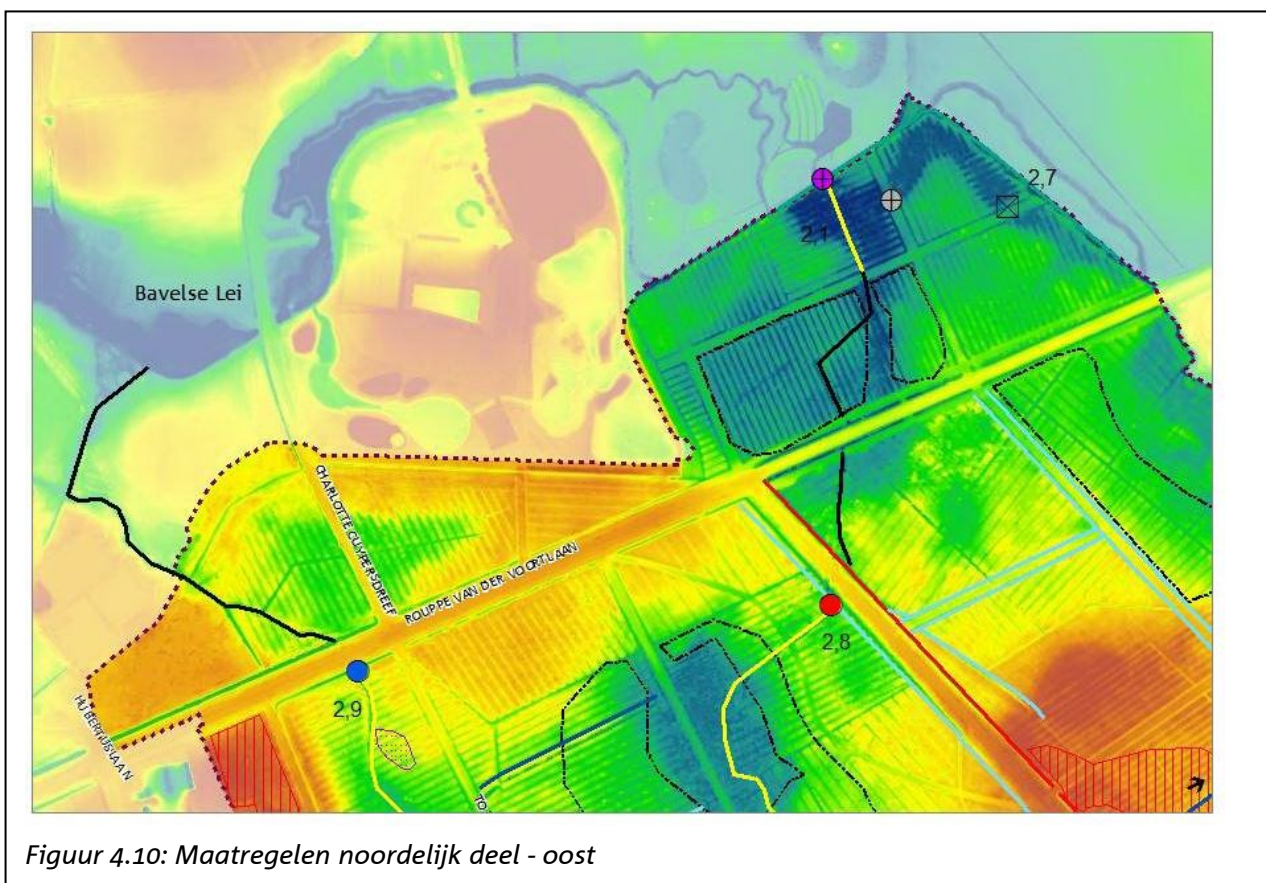 2,7
2,1
Bavelse Lei
CHARLOTTE CUYPERSDREEF
ROUPPE VAN DER VOORTLAAN
2,8
2,9
HUBERTUSLAAN
TO
Figuur 4.10: Maatregelen noordelijk deel - oost